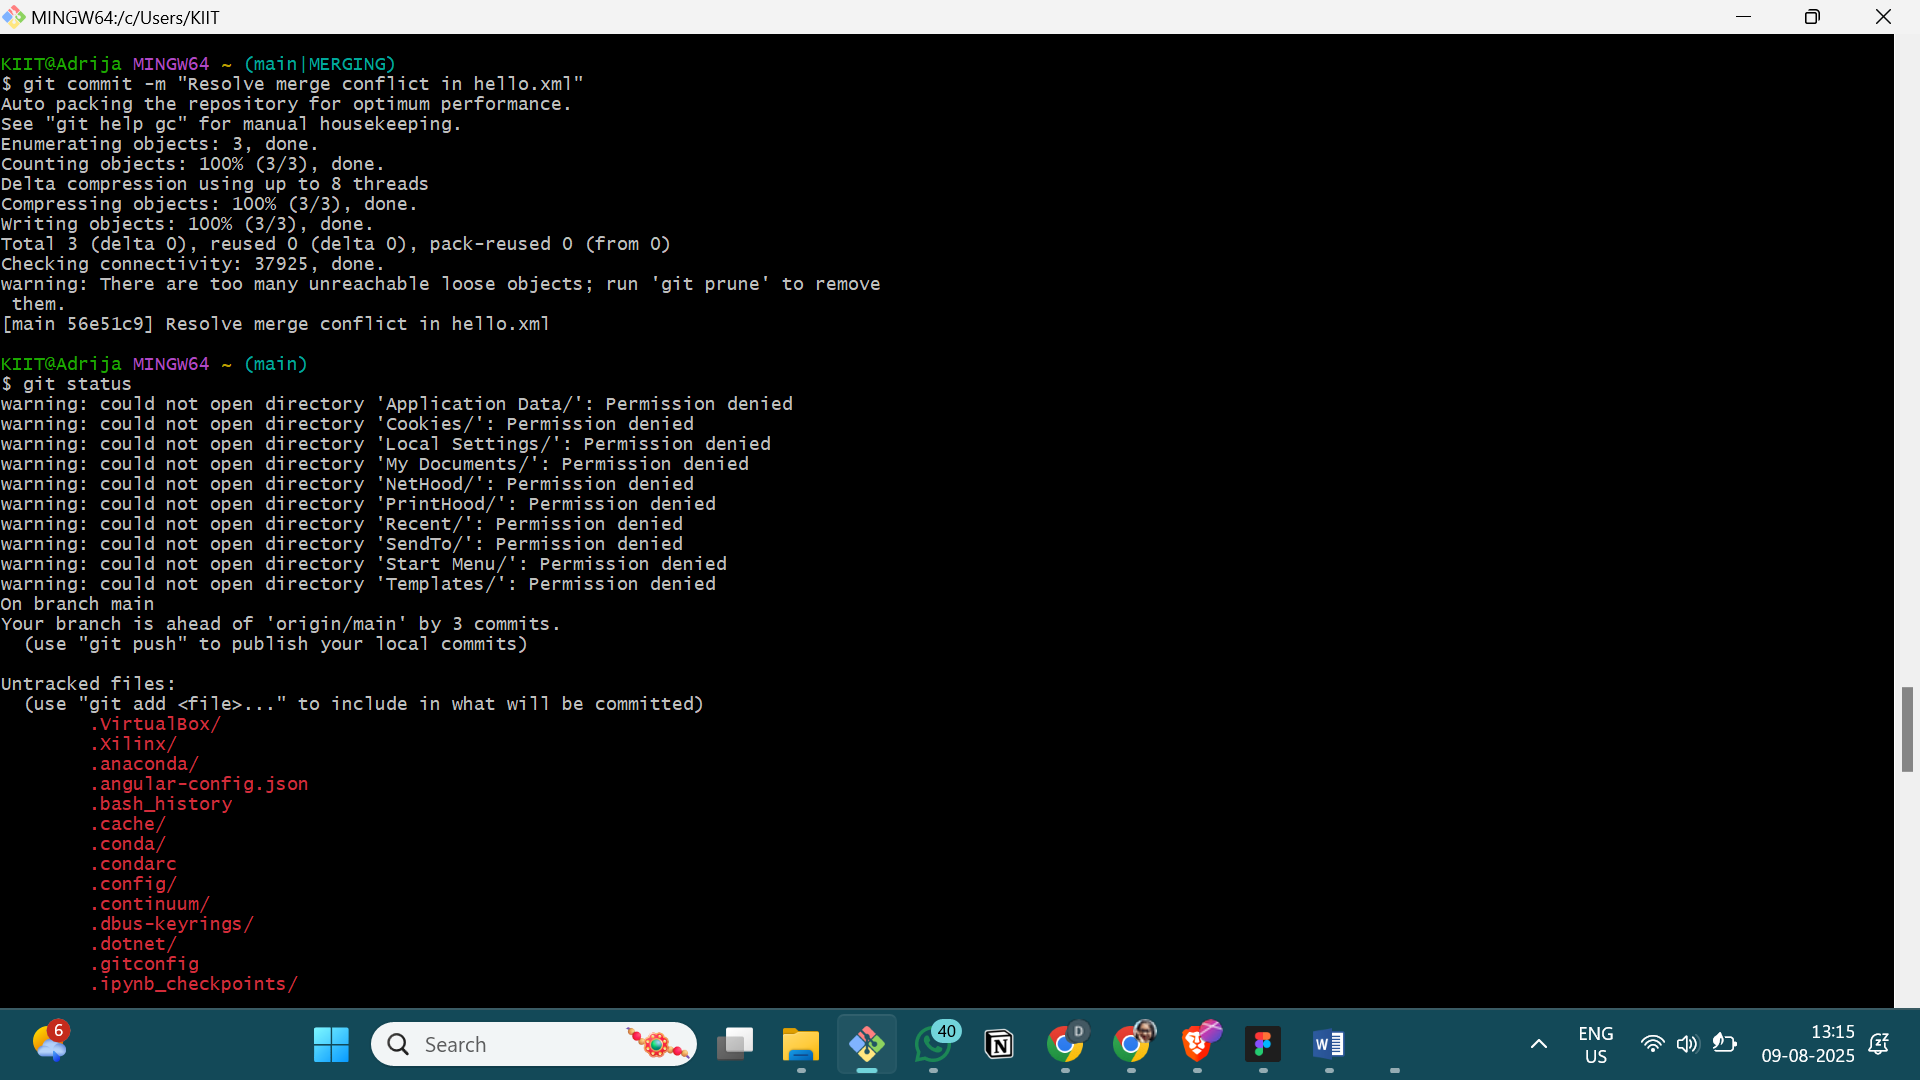 MINGW64:/c/Users/KIIT
KIIT@Adrija MINGW64 ~ (main|MERGING)
$ git commit -m "Resolve merge conflict in hello.xml"
Auto packing the repository for optimum performance.
See "git help gc" for manual housekeeping.
Enumerating objects: 3, done.
Counting objects: 100% (3/3), done.
Delta compression using up to 8 threads
Compressing objects: 100% (3/3), done.
Writing objects: 100% (3/3), done.
Total 3 (delta 0), reused 0 (delta 0), pack-reused 0 (from 0)
Checking connectivity: 37925, done.
warning: There are too many unreachable loose objects; run 'git prune' to remove
 them.
[main 56e51c9] Resolve merge conflict in hello.xml
KIIT@Adrija MINGW64 ~ (main)
$ git status
warning: could not open directory 'Application Data/': Permission denied
warning: could not open directory 'Cookies/': Permission denied
warning: could not open directory 'Local Settings/': Permission denied
warning: could not open directory 'My Documents/': Permission denied
warning: could not open directory 'NetHood/': Permission denied
warning: could not open directory 'PrintHood/': Permission denied
warning: could not open directory 'Recent/': Permission denied
warning: could not open directory 'SendTo/': Permission denied
warning: could not open directory 'Start Menu/': Permission denied
warning: could not open directory 'Templates/': Permission denied
On branch main
Your branch is ahead of 'origin/main' by 3 commits.
  (use "git push" to publish your local commits)
Untracked files:
  (use "git add <file>..." to include in what will be committed)
        .VirtualBox/
        .Xilinx/
        .anaconda/
        .angular-config.json
        .bash_history
        .cache/
        .conda/
        .condarc
        .config/
        .continuum/
        .dbus-keyrings/
        .dotnet/
        .gitconfig
        .ipynb_checkpoints/
6
Search
40
D
ENG
US
13:15
09-08-2025